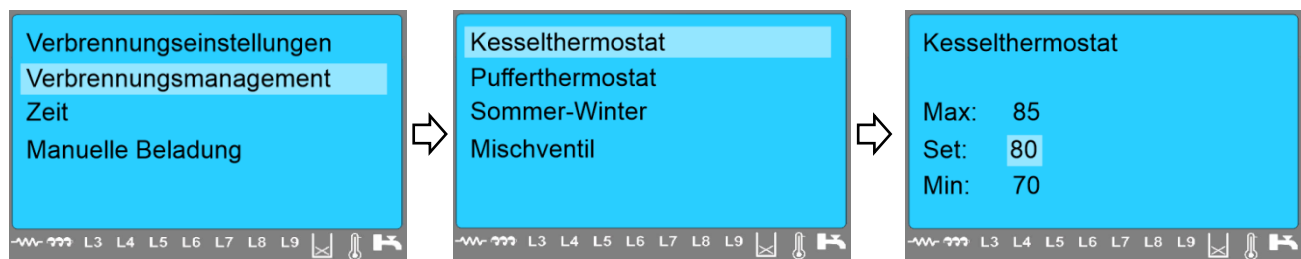 Verbrennungseinstellungen
Verbrennungsmanagement
Zeit
Manuelle Beladung
L3 L4 L5 L6 L7 L8 L9
Kesselthermostat
Pufferthermostat
Sommer-Winter
Mischventil
L3 L4 L5 L6 L7 L8 L9
Kesselthermostat
Max: 85
Set: 80
Min: 70
L3 L4 L5 L6 L7 L8 L9